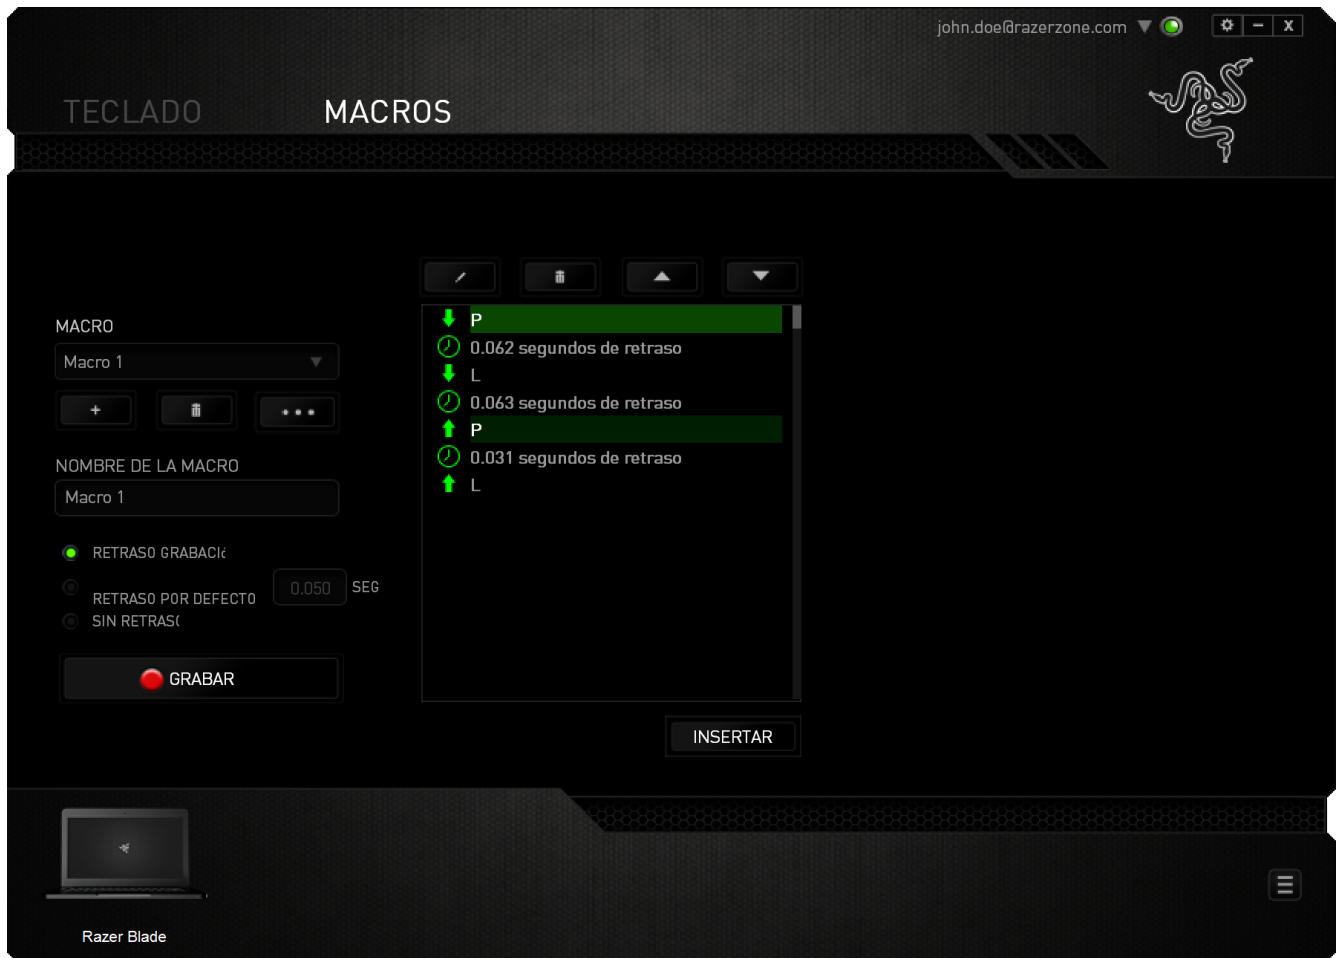 john.doe@razerzone.com
TECLADO
MACROS
MACRO
Macro 1
NOMBRE DE LA MACRO
Macro 1
RETRASO GRABACIÓ
RETRASO POR DEFECTO
0.050 SEG
SIN RETRASO
GRABAR
P
0.062 segundos de retraso
L
0.063 segundos de retraso
P
0.031 segundos de retraso
L
INSERTAR
Razer Blade